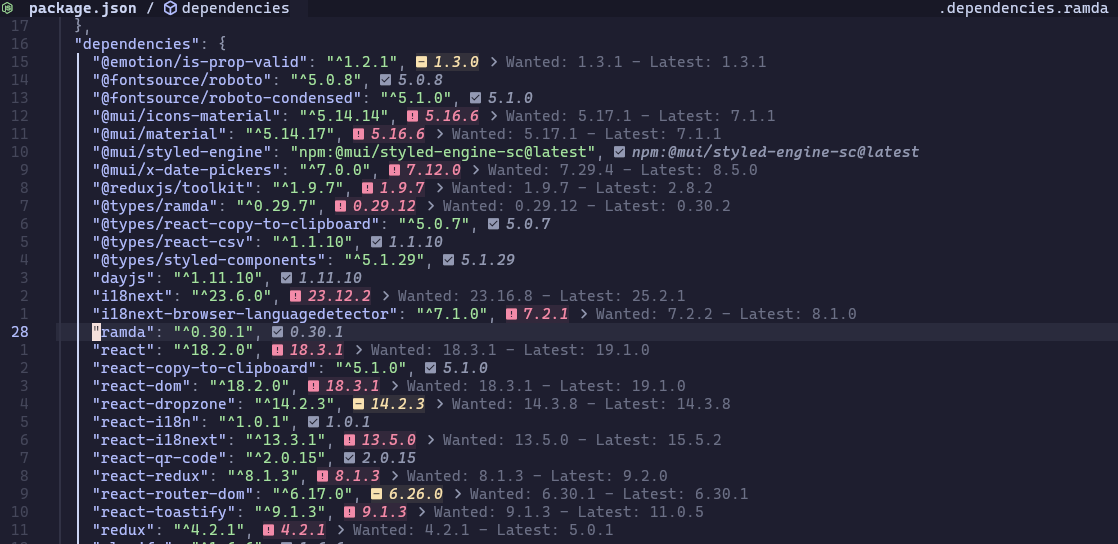 package.json / dependencies .dependencies.ramda
17 },
16 "dependencies": {
15 "@emotion/is-prop-valid": "^1.2.1", 1.3.0 > Wanted: 1.3.1 - Latest: 1.3.1
14 "@fontsource/roboto": "^5.0.8", 5.0.8
13 "@fontsource/roboto-condensed": "^5.1.0", 5.1.0
12 "@mui/icons-material": "^5.14.14", 5.16.6 > Wanted: 5.17.1 - Latest: 7.1.1
11 "@mui/material": "^5.14.17", 5.16.6 > Wanted: 5.17.1 - Latest: 7.1.1
10 "@mui/styled-engine": "npm:@mui/styled-engine-sc@latest", npm:@mui/styled-engine-sc@latest
9 "@mui/x-date-pickers": "^7.0.0", 7.12.0 > Wanted: 7.29.4 - Latest: 8.5.0
8 "@reduxjs/toolkit": "^1.9.7", 1.9.7 > Wanted: 1.9.7 - Latest: 2.8.2
7 "@types/ramda": "^0.29.7", 0.29.12 > Wanted: 0.29.12 - Latest: 0.30.2
6 "@types/react-copy-to-clipboard": "^5.0.7", 5.0.7
5 "@types/react-csv": "^1.1.10", 1.1.10
4 "@types/styled-components": "^5.1.29", 5.1.29
3 "dayjs": "^1.11.10", 1.11.10
2 "i18next": "^23.6.0", 23.12.2 > Wanted: 23.16.8 - Latest: 25.2.1
1 "i18next-browser-languagedetector": "^7.1.0", 7.2.1 > Wanted: 7.2.2 - Latest: 8.1.0
28 "ramda": "^0.30.1", 0.30.1
1 "react": "^18.2.0", 18.3.1 > Wanted: 18.3.1 - Latest: 19.1.0
2 "react-copy-to-clipboard": "^5.1.0", 5.1.0
3 "react-dom": "^18.2.0", 18.3.1 > Wanted: 18.3.1 - Latest: 19.1.0
4 "react-dropzone": "^14.2.3", 14.2.3 > Wanted: 14.3.8 - Latest: 14.3.8
5 "react-i18n": "^1.0.1", 1.0.1
6 "react-i18next": "^13.3.1", 13.5.0 > Wanted: 13.5.0 - Latest: 15.5.2
7 "react-qr-code": "^2.0.15", 2.0.15
8 "react-redux": "^8.1.3", 8.1.3 > Wanted: 8.1.3 - Latest: 9.2.0
9 "react-router-dom": "^6.17.0", 6.26.0 > Wanted: 6.30.1 - Latest: 6.30.1
10 "react-toastify": "^9.1.3", 9.1.3 > Wanted: 9.1.3 - Latest: 11.0.5
11 "redux": "^4.2.1", 4.2.1 > Wanted: 4.2.1 - Latest: 5.0.1